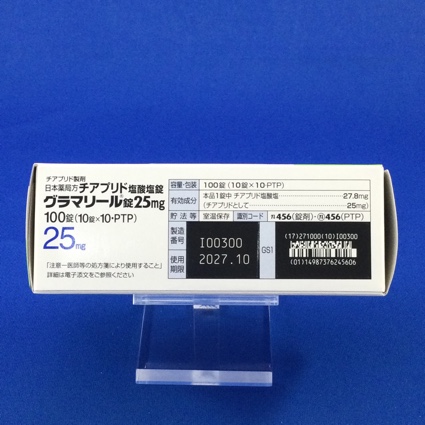 チアプリド製剤
日本薬局方 チアプリド塩酸塩錠
グラマリール錠25mg
100錠(10錠×10・PTP)
25mg
「注意―医師等の処方箋により使用すること」
詳細は電子添文をご参照ください
容量・包装 100錠(10錠×10・PTP)
有効成分 本品1錠中 チアプリド塩酸塩 27.8mg
(チアプリドとして 25mg)
貯法等 室温保存 識別コード 456(錠剤)・456(PTP)
製造番号 I00300
使用期限 2027.10
GS1
(17)271000(10)I00300
(01)14987376245606